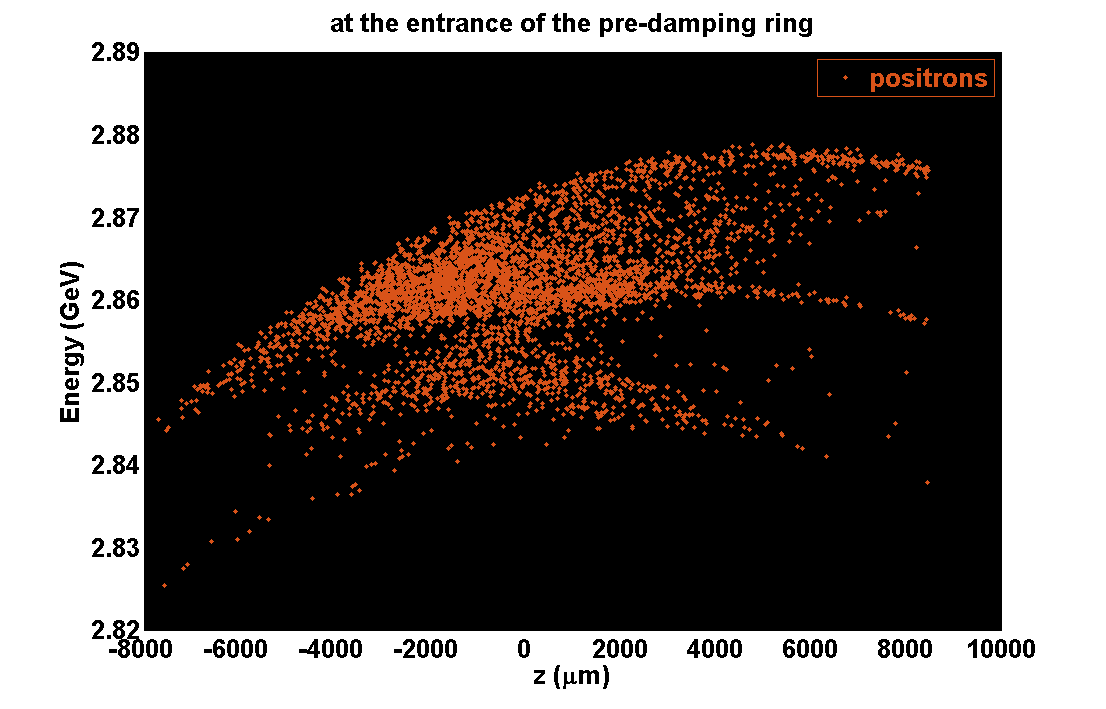 at the entrance of the pre-damping ring
positrons
Energy (GeV)
2.89
2.88
2.87
2.86
2.85
2.84
2.83
2.82
-8000 -6000 -4000 -2000 0 2000 4000 6000 8000 10000
z (μm)